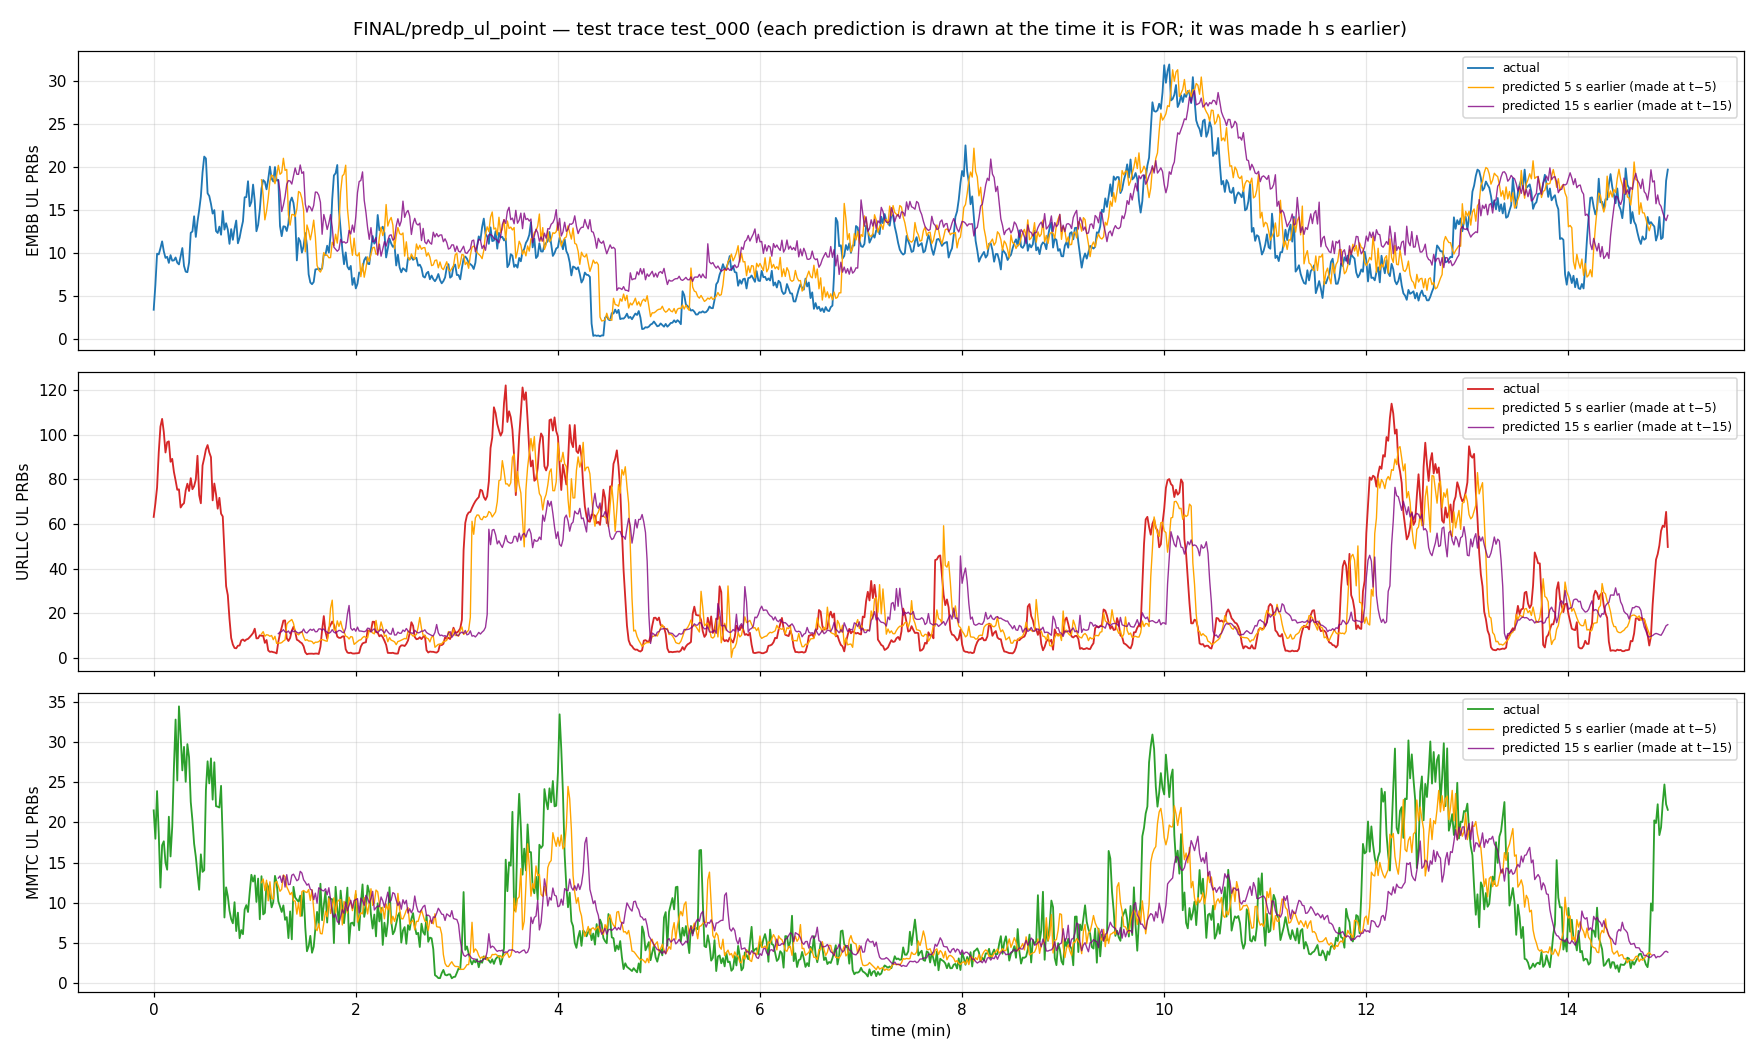 FINAL/predp_ul_point — test trace test_000 (each prediction is drawn at the time it is FOR; it was made h s earlier)
EMBB UL PRBs
30
25
20
15
10
5
0
actual
predicted 5 s earlier (made at t−5)
predicted 15 s earlier (made at t−15)
URLLC UL PRBs
120
100
80
60
40
20
0
actual
predicted 5 s earlier (made at t−5)
predicted 15 s earlier (made at t−15)
MMTC UL PRBs
35
30
25
20
15
10
5
0
actual
predicted 5 s earlier (made at t−5)
predicted 15 s earlier (made at t−15)
0 2 4 6 8 10 12 14
time (min)